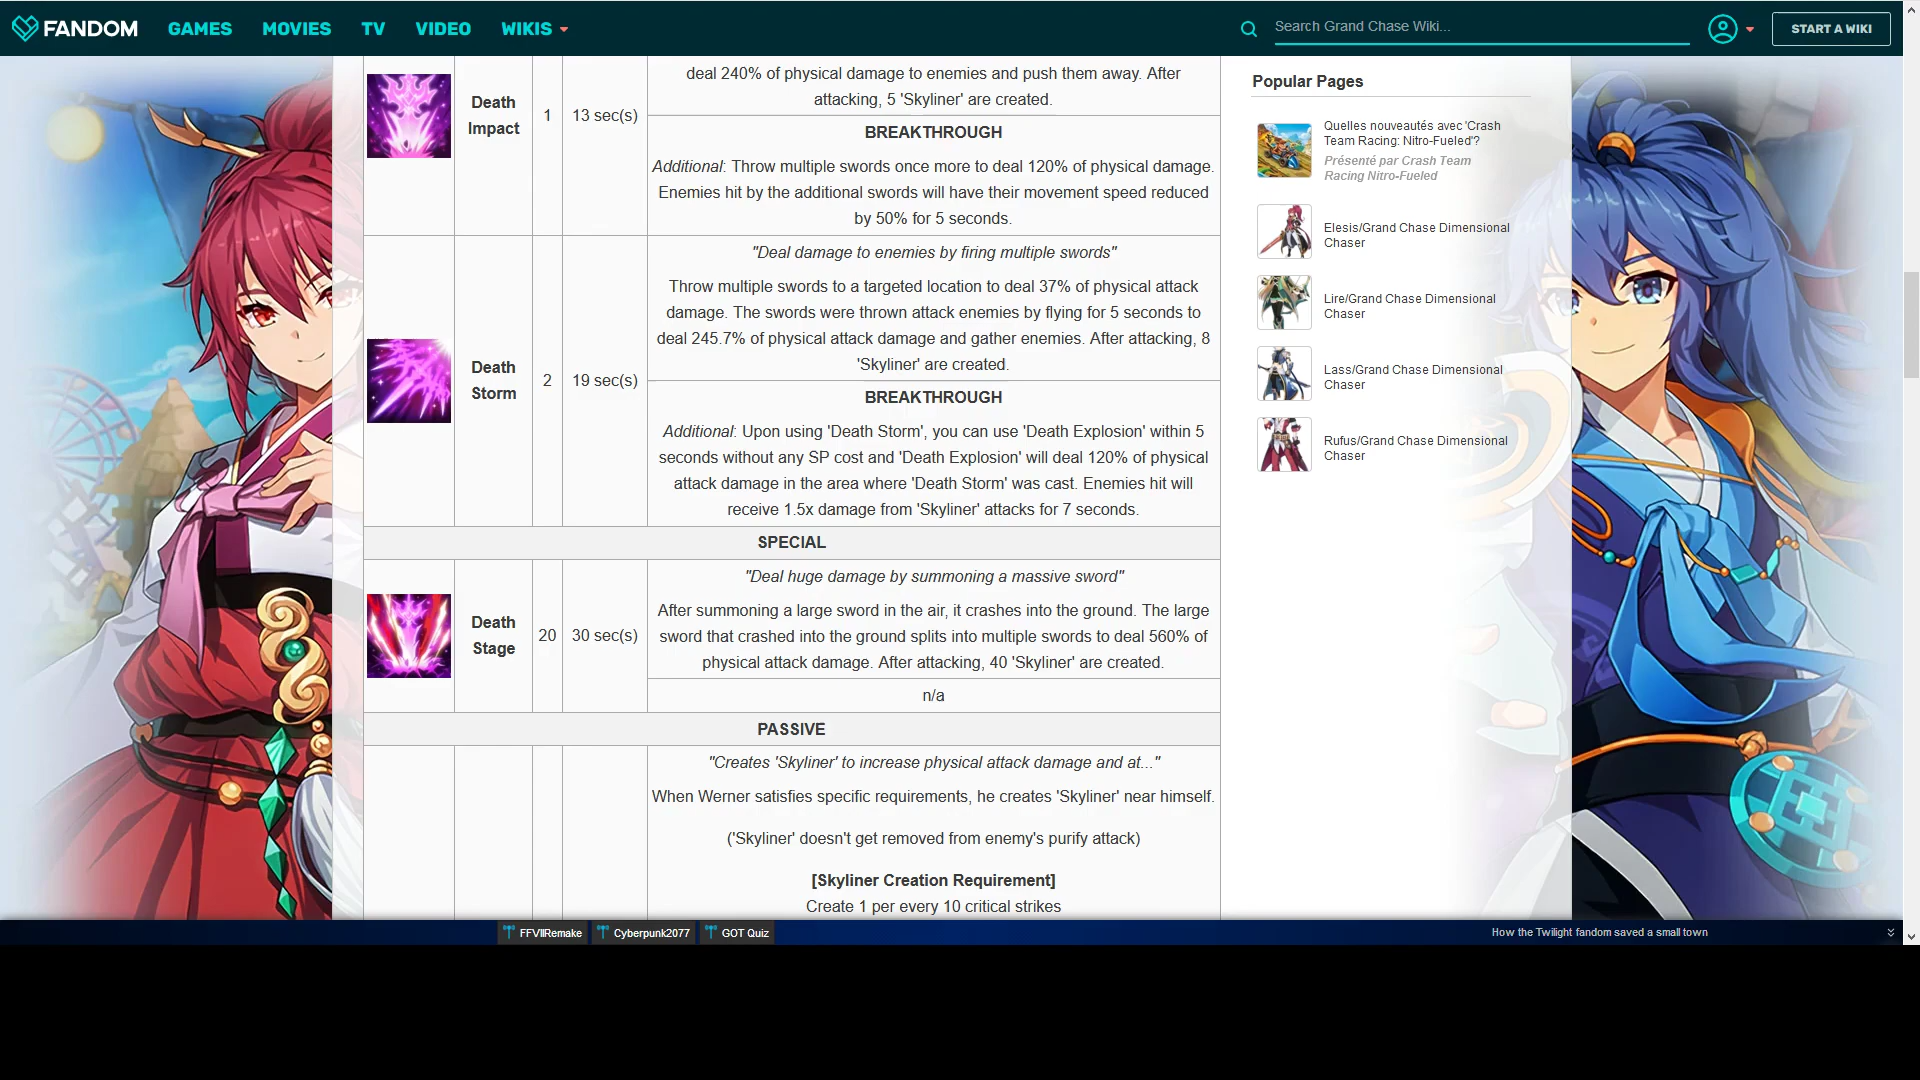 FANDOM
GAMES
MOVIES
TV
VIDEO
WIKIS
Search Grand Chase Wiki...
START A WIKI
Death
Impact
1
13 sec(s)
deal 240% of physical damage to enemies and push them away. After
attacking, 5 'Skyliner' are created.
BREAKTHROUGH
Additional: Throw multiple swords once more to deal 120% of physical damage.
Enemies hit by the additional swords will have their movement speed reduced
by 50% for 5 seconds.
Death
Storm
2
19 sec(s)
"Deal damage to enemies by firing multiple swords"
Throw multiple swords to a targeted location to deal 37% of physical attack
damage. The swords were thrown attack enemies by flying for 5 seconds to
deal 245.7% of physical attack damage and gather enemies. After attacking, 8
'Skyliner' are created.
BREAKTHROUGH
Additional: Upon using 'Death Storm', you can use 'Death Explosion' within 5
seconds without any SP cost and 'Death Explosion' will deal 120% of physical
attack damage in the area where 'Death Storm' was cast. Enemies hit will
receive 1.5x damage from 'Skyliner' attacks for 7 seconds.
SPECIAL
Death
Stage
20
30 sec(s)
"Deal huge damage by summoning a massive sword"
After summoning a large sword in the air, it crashes into the ground. The large
sword that crashed into the ground splits into multiple swords to deal 560% of
physical attack damage. After attacking, 40 'Skyliner' are created.
n/a
PASSIVE
"Creates 'Skyliner' to increase physical attack damage and at..."
When Werner satisfies specific requirements, he creates 'Skyliner' near himself.
('Skyliner' doesn't get removed from enemy's purify attack)
[Skyliner Creation Requirement]
Create 1 per every 10 critical strikes
Popular Pages
Quelles nouveautés avec 'Crash
Team Racing: Nitro-Fueled'?
Présenté par Crash Team
Racing Nitro-Fueled
Elesis/Grand Chase Dimensional
Chaser
Lire/Grand Chase Dimensional
Chaser
Lass/Grand Chase Dimensional
Chaser
Rufus/Grand Chase Dimensional
Chaser
FFVIIRemake
Cyberpunk2077
GOT Quiz
How the Twilight fandom saved a small town